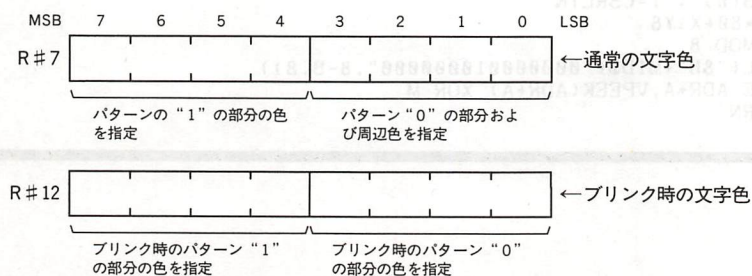 MSB 7 6 5 4 3 2 1 0 LSB
R#7 ←通常の文字色
パターンの“1”の部分の色
を指定
パターン“0”の部分およ
び周辺色を指定
R#12 ←ブリンク時の文字色
ブリンク時のパターン“1”
の部分の色を指定
ブリンク時のパターン“0”
の部分の色を指定